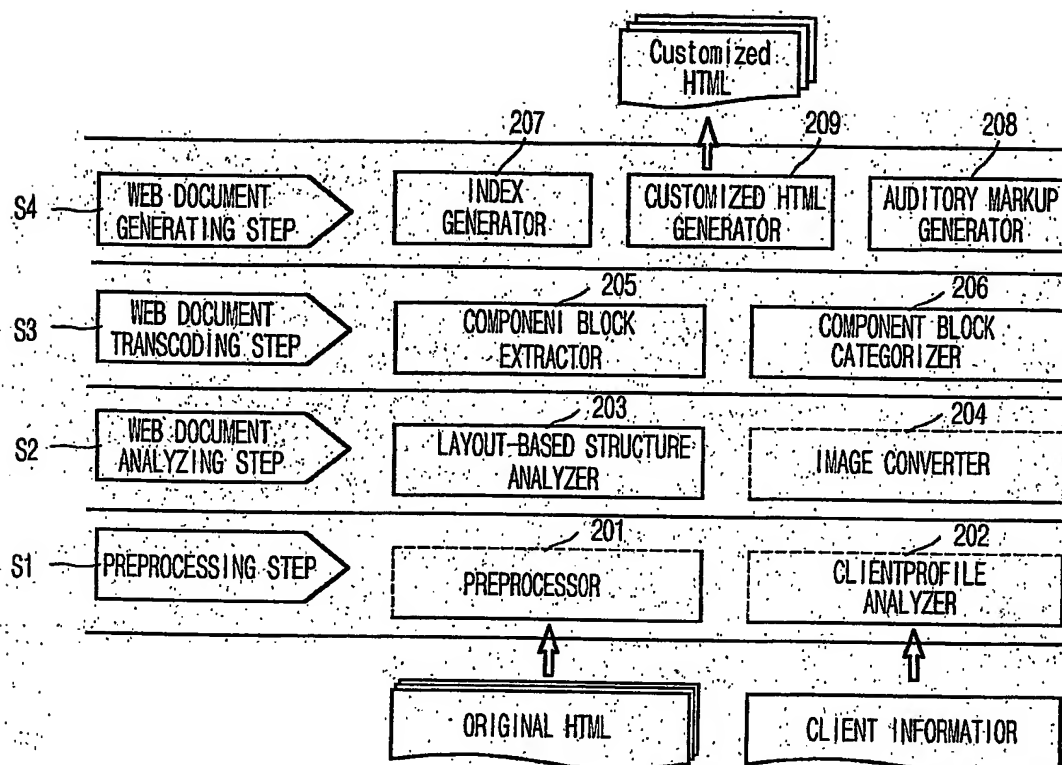 Customized
HTML
207
209
208
S4
WEB DOCUMENT
GENERATING STEP
INDEX
GENERATOR
CUSTOMIZED HTML
GENERATOR
AUDITORY MARKUP
GENERATOR
205
206
S3
WEB DOCUMENT
TRANSCODING STEP
COMPONENI BLOCK
EXTRACTOR
COMPONENT BLOCK
CATEGORIZER
203
204
S2
WEB DOCUMENT
ANALYZING STEP
LAYOUT-BASED STRUCTURE
ANALYZER
IMAGE CONVERTER
201
202
S1
PREPROCESSING STEP
PREPROCESSOR
CLIENTPROFILE
ANALYZER
ORIGINAL HTML
CLIENT INFORMATIOR